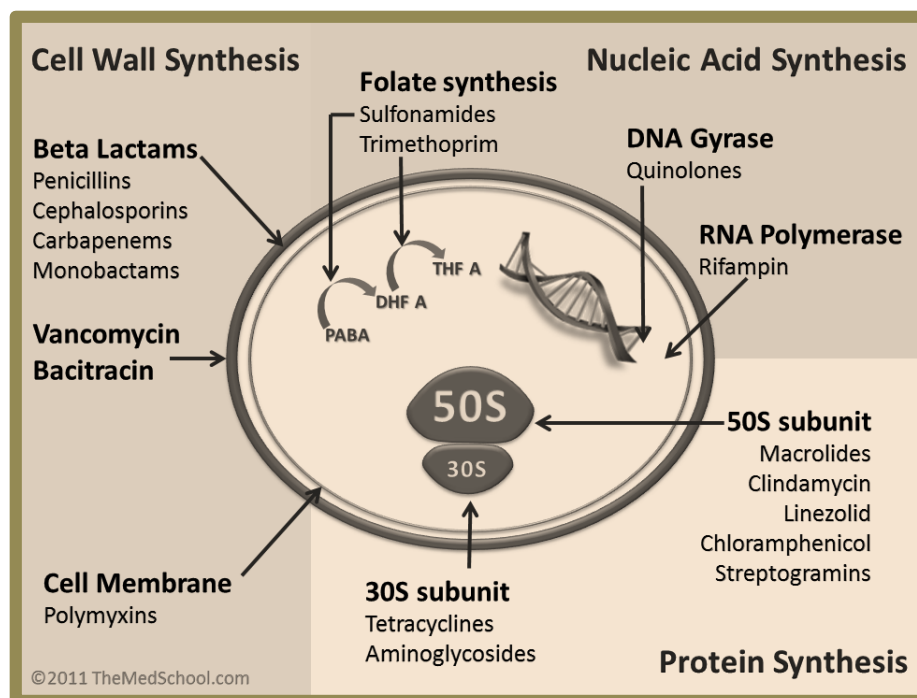 Cell Wall Synthesis
Nucleic Acid Synthesis
Folate synthesis
Sulfonamides
Trimethoprim
Beta Lactams
Penicillins
Cephalosporins
Carbapenems
Monobactams
DNA Gyrase
Quinolones
RNA Polymerase
Rifampin
THF A
DHF A
PABA
Vancomycin
Bacitracin
50S
30S
50S subunit
Macrolides
Clindamycin
Linezolid
Chloramphenicol
Streptogramins
Cell Membrane
Polymyxins
30S subunit
Tetracyclines
Aminoglycosides
Protein Synthesis
©2011 TheMedSchool.com